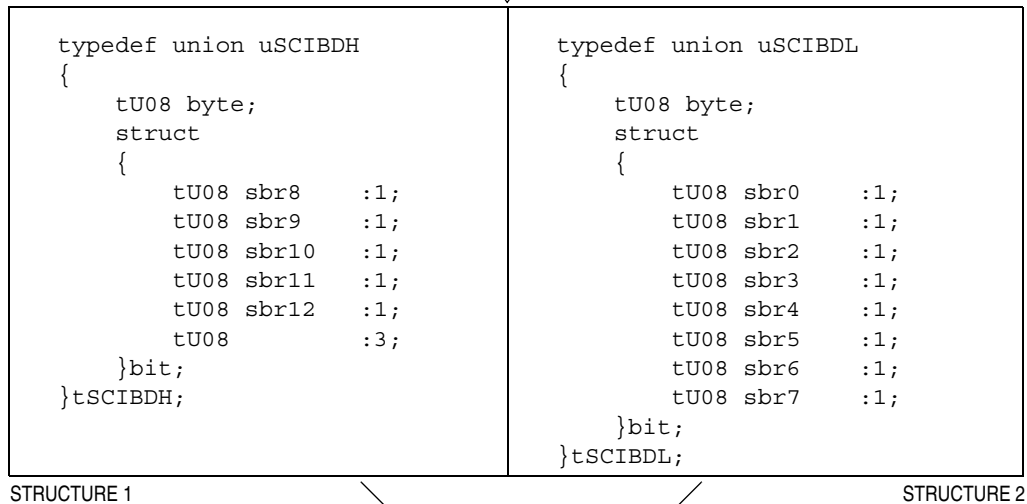 typedef union uSCIBDH
{
    tU08 byte;
    struct
    {
        tU08 sbr8    :1;
        tU08 sbr9    :1;
        tU08 sbr10   :1;
        tU08 sbr11   :1;
        tU08 sbr12   :1;
        tU08         :3;
    }bit;
}tSCIBDH;
STRUCTURE 1
typedef union uSCIBDL
{
    tU08 byte;
    struct
    {
        tU08 sbr0    :1;
        tU08 sbr1    :1;
        tU08 sbr2    :1;
        tU08 sbr3    :1;
        tU08 sbr4    :1;
        tU08 sbr5    :1;
        tU08 sbr6    :1;
        tU08 sbr7    :1;
    }bit;
}tSCIBDL;
STRUCTURE 2